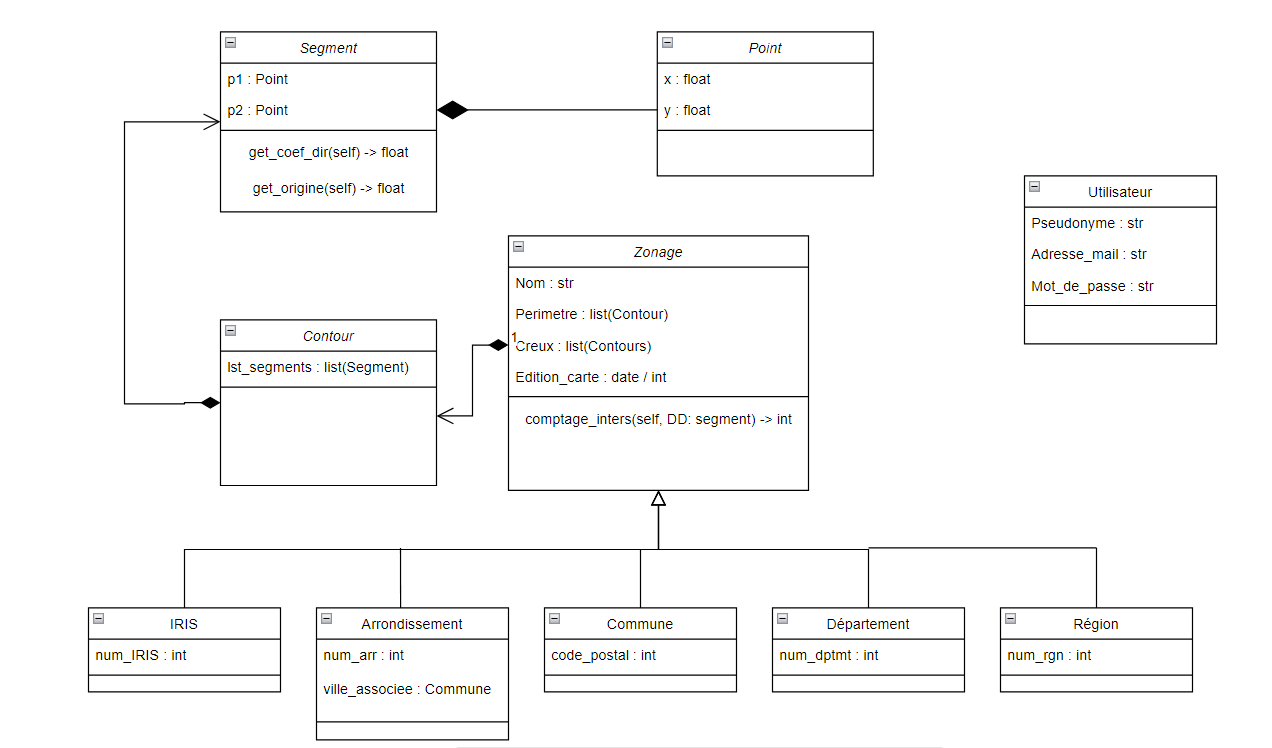 Segment
p1 : Point
p2 : Point
get_coef_dir(self) -> float
get_origine(self) -> float
Point
x : float
y : float
Utilisateur
Pseudonyme : str
Adresse_mail : str
Mot_de_passe : str
Zonage
Nom : str
Perimetre : list(Contour)
1
Creux : list(Contours)
Edition_carte : date / int
comptage_inters(self, DD: segment) -> int
Contour
lst_segments : list(Segment)
IRIS
num_IRIS : int
Arrondissement
num_arr : int
ville_associee : Commune
Commune
code_postal : int
Département
num_dptmt : int
Région
num_rgn : int